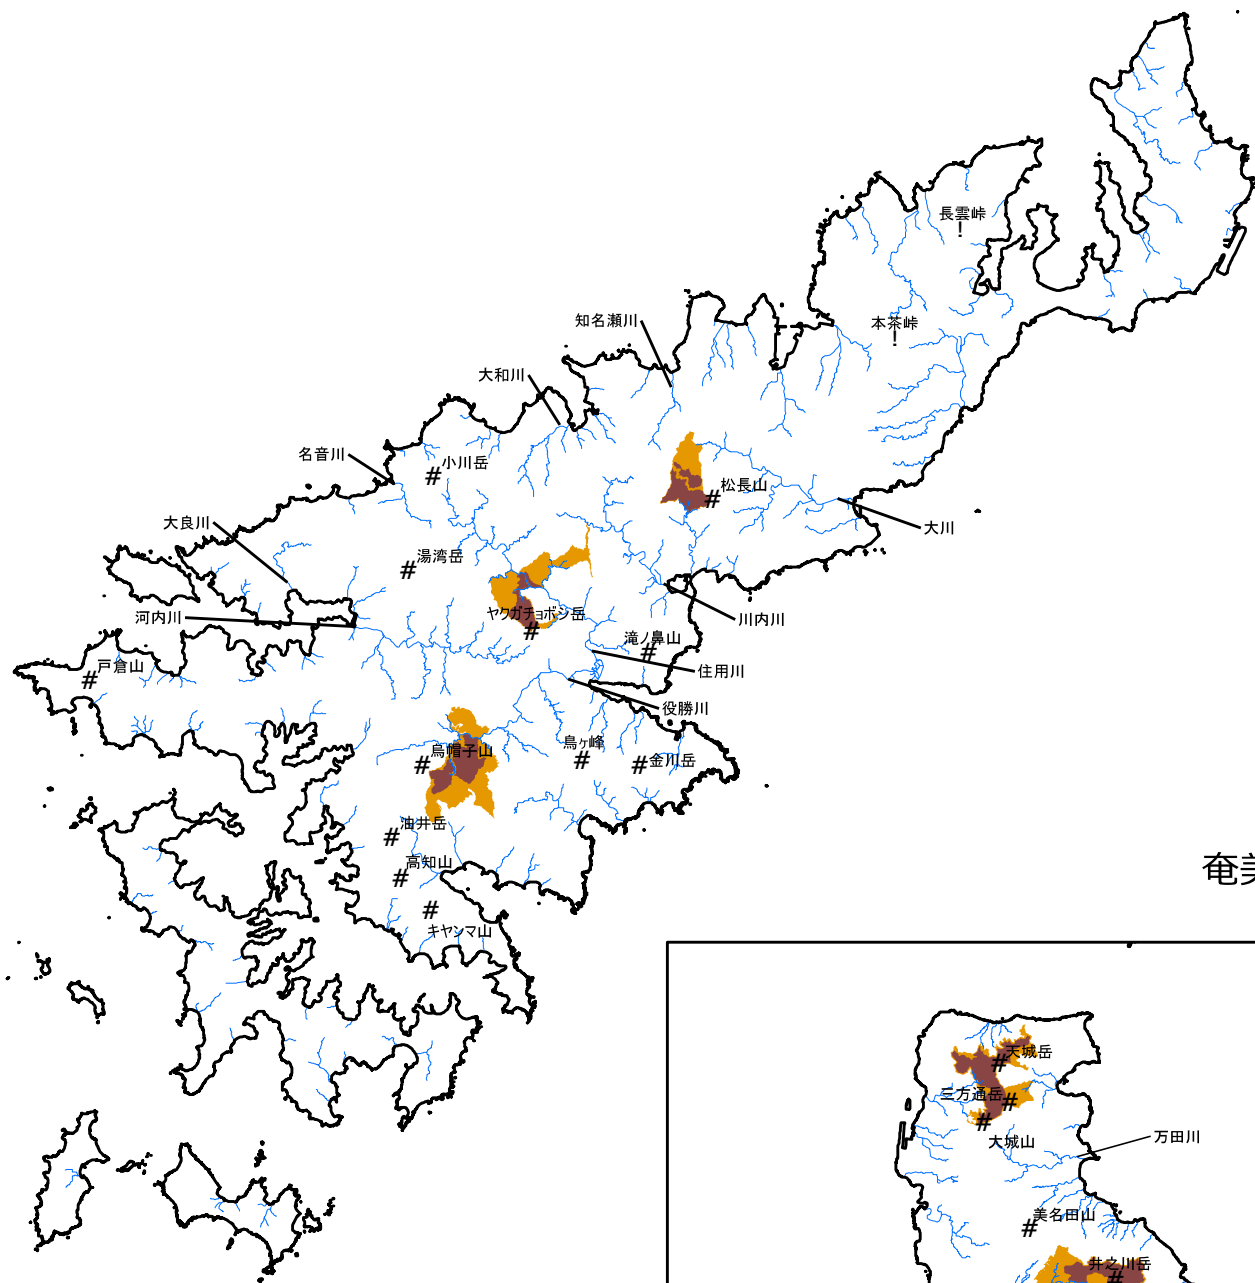 長雲峠
!
知名瀬川
本茶峠
!
大和川
名音川
小川岳
#
松長山
#
大良川
大川
湯湾岳
#
ヤクガチョボシ岳
#
河内川
川内川
滝ノ鼻山
#
戸倉山
#
住用川
役勝川
烏帽子山
#
鳥ヶ峰
#
金川岳
#
油井岳
#
高知山
#
奄美
#
キヤンマ山
天城岳
#
三方通岳
#
#
大城山
万田川
美名田山
#
井之川岳
#